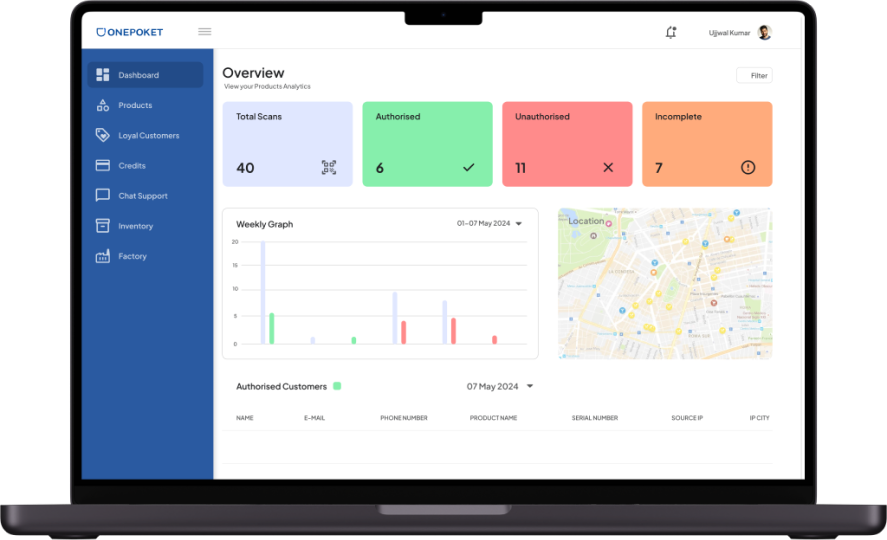 ONEPOKET
Ujjwal Kumar
Dashboard
Products
Loyal Customers
Credits
Chat Support
Inventory
Factory
Overview
View your Products Analytics
Filter
Total Scans
40
Authorised
6
Unauthorised
11
Incomplete
7
Weekly Graph
01-07 May 2024
20
15
10
5
0
Location
Authorised Customers
07 May 2024
NAME E-MAIL PHONE NUMBER PRODUCT NAME SERIAL NUMBER SOURCE IP IP CITY